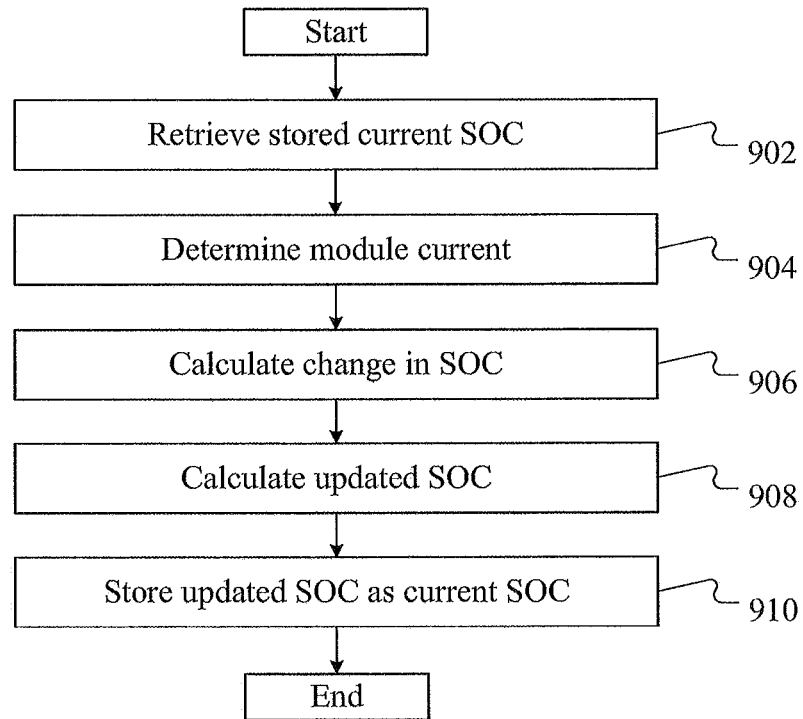 Start
Retrieve stored current SOC
902
Determine module current
904
Calculate change in SOC
906
Calculate updated SOC
908
Store updated SOC as current SOC
910
End